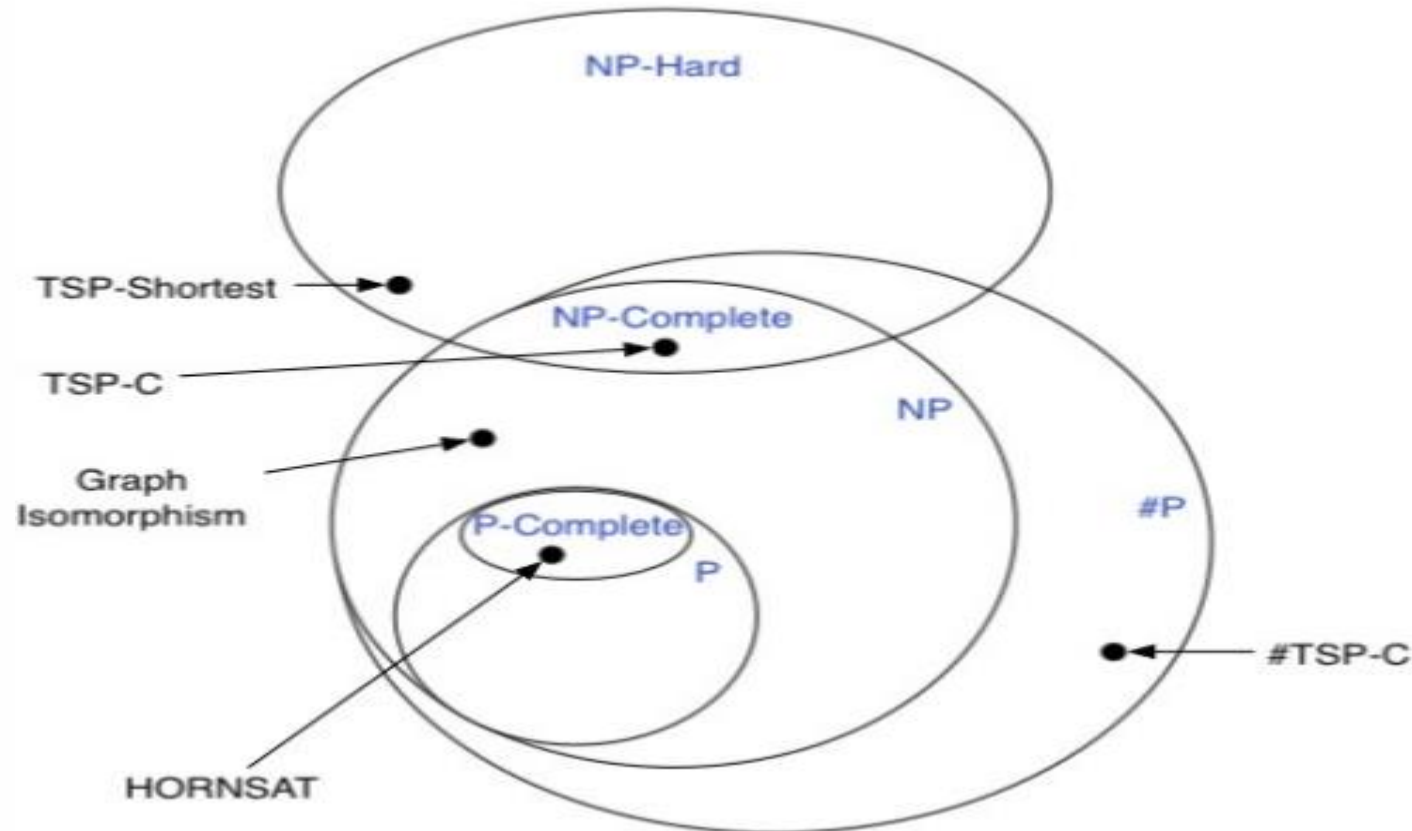 NP-Hard
TSP-Shortest
NP-Complete
TSP-C
NP
Graph
Isomorphism
#P
P-Complete
P
#TSP-C
HORNSAT